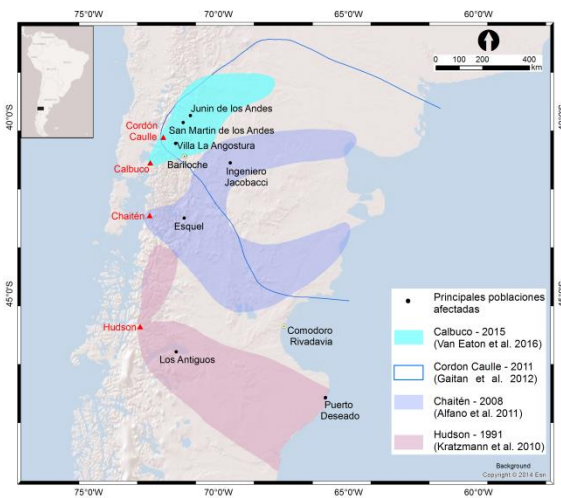 75°0'W 70°0'W 65°0'W 60°0'W
0 100 200 400
km
40°0'S
40°0'S
Junin de los Andes
Cordón
Caulle
San Martin de los Andes
Villa La Angostura
Calbuco
Bariloche
Ingeniero
Jacobacci
Chaitén
Esquel
45°0'S
45°0'S
Hudson
Comodoro
Rivadavia
Los Antiguos
Puerto
Deseado
Principales poblaciones
afectadas
Calbuco - 2015
(Van Eaton et al. 2016)
Cordon Caulle - 2011
(Gaitan et al. 2012)
Chaitén - 2008
(Alfano et al. 2011)
Hudson - 1991
(Kratzmann et al. 2010)
Background
Copyright © 2014 Esri
75°0'W 70°0'W 65°0'W 60°0'W